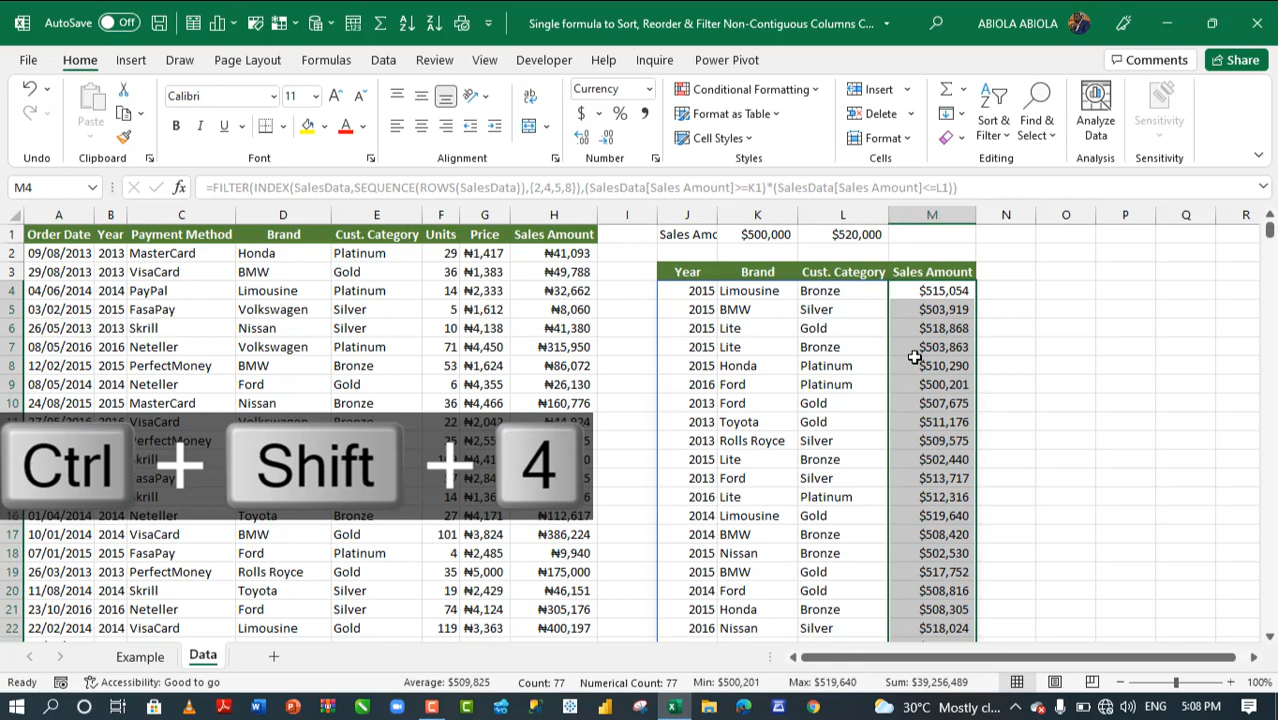 AutoSave Off Single formula to Sort, Reorder & Filter Non-Contiguous Columns C... ABIOLA ABIOLA
File Home Insert Draw Page Layout Formulas Data Review View Developer Help Inquire Power Pivot Comments Share
Calibri 11 Currency Conditional Formatting Insert
Paste Format as Table Delete Sort & Filter Find & Select Analyze Data Sensitivity
B I U A $ % Cell Styles Format
Undo Clipboard Font Alignment Number Styles Cells Editing Analysis Sensitivity
M4 fx =FILTER(INDEX(SalesData,SEQUENCE(ROWS(SalesData)),{2,4,5,8}),(SalesData[Sales Amount]>=K1)*(SalesData[Sales Amount]<=L1))
A B C D E F G H I J K L M N O P Q R
1 Order Date Year Payment Method Brand Cust. Category Units Price Sales Amount Sales Amc $500,000 $520,000
2 09/08/2013 2013 MasterCard Honda Platinum 29 ₦1,417 ₦41,093
3 29/08/2013 2013 VisaCard BMW Gold 36 ₦1,383 ₦49,788 Year Brand Cust. Category Sales Amount
4 04/06/2014 2014 PayPal Limousine Bronze 14 ₦2,333 ₦32,662 2015 Limousine Bronze $515,054
5 03/02/2015 2015 FasaPay Volkswagen Silver 5 ₦1,612 ₦8,060 2015 BMW Silver $503,919
6 26/05/2013 2013 Skrill Nissan Silver 10 ₦4,138 ₦41,380 2015 Lite Gold $518,868
7 08/05/2016 2016 Neteller Volkswagen Platinum 71 ₦4,450 ₦315,950 2015 Lite Bronze $503,863
8 12/02/2015 2015 PerfectMoney BMW Bronze 53 ₦1,624 ₦86,072 2015 Honda Platinum $510,290
9 08/05/2014 2014 Neteller Ford Gold 6 ₦4,355 ₦26,130 2016 Ford Platinum $500,201
10 24/08/2015 2015 MasterCard Nissan Bronze 36 ₦4,466 ₦160,776 2013 Ford Gold $507,675
2013 Toyota Gold $511,176
2013 Rolls Royce Silver $509,575
2015 Lite Bronze $502,440
Ctrl + Shift + 4
2013 Ford Silver $513,717
2016 Lite Platinum $512,316
16 01/04/2014 2014 Neteller Toyota Bronze 27 ₦4,171 ₦112,617 2014 Limousine Bronze $519,640
17 10/01/2014 2014 VisaCard BMW Gold 101 ₦3,824 ₦386,224 2014 BMW Bronze $508,420
18 07/01/2015 2015 FasaPay Ford Platinum 4 ₦2,485 ₦9,940 2015 Nissan Bronze $502,530
19 26/03/2013 2013 PerfectMoney Rolls Royce Gold 35 ₦5,000 ₦175,000 2015 BMW Gold $517,752
20 11/08/2014 2014 Skrill Toyota Silver 19 ₦2,429 ₦46,151 2014 Ford Gold $508,816
21 23/10/2016 2016 Neteller Ford Silver 74 ₦4,124 ₦305,176 2015 Honda Bronze $508,305
22 22/02/2014 2014 VisaCard Limousine Bronze 119 ₦3,363 ₦400,197 2016 Nissan Silver $518,024
Example Data
Ready Accessibility: Good to go Average: $509,825 Count: 77 Numerical Count: 77 Min: $500,201 Max: $519,640 Sum: $39,256,489 100%
30°C Mostly cl... ENG 5:08 PM